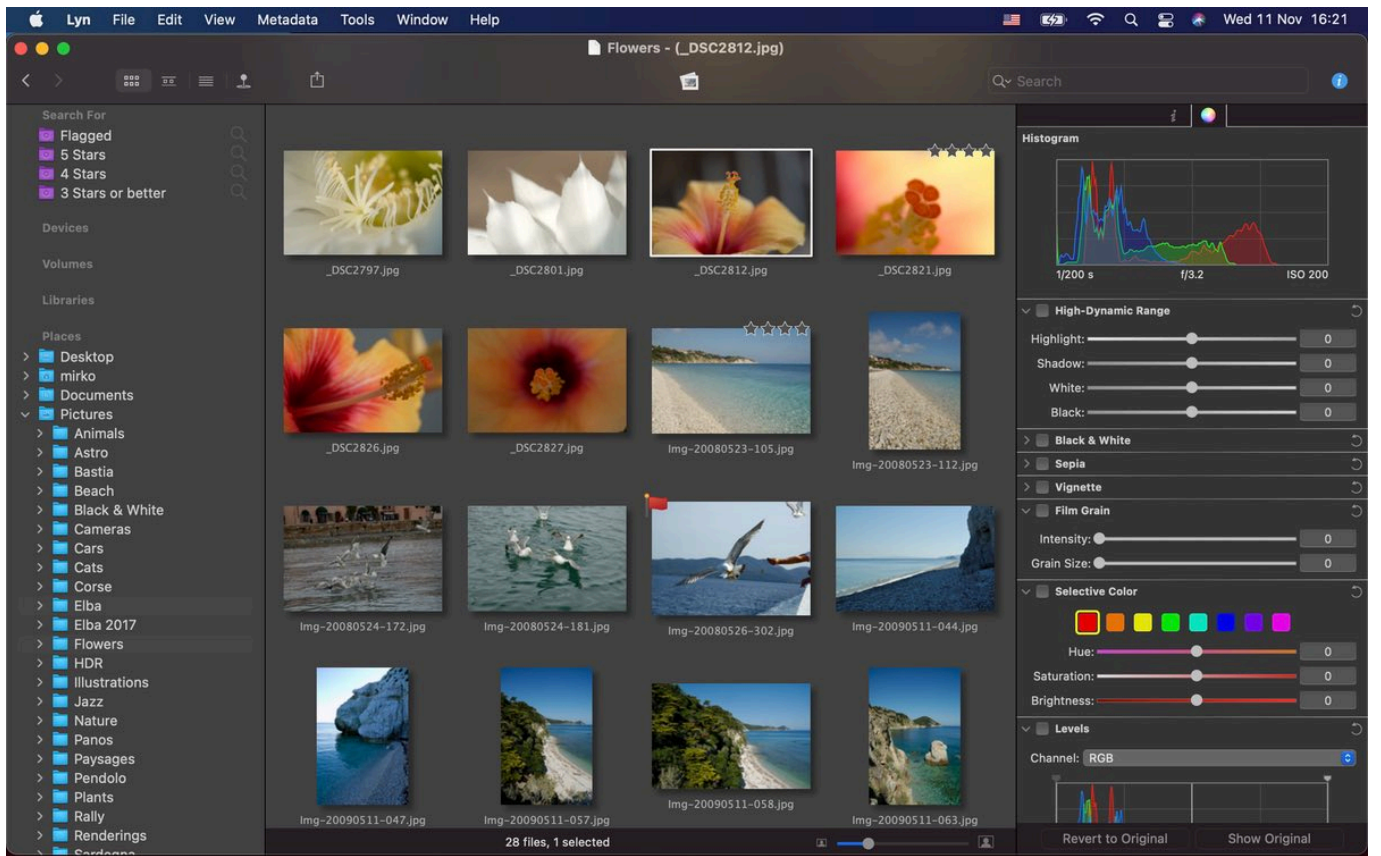 Lyn File Edit View Metadata Tools Window Help Wed 11 Nov 16:21
Flowers - (_DSC2812.jpg)
Search
Search For
Flagged
5 Stars
4 Stars
3 Stars or better
Devices
Volumes
Libraries
Places
Desktop
mirko
Documents
Pictures
Animals
Astro
Bastia
Beach
Black & White
Cameras
Cars
Cats
Corse
Elba
Elba 2017
Flowers
HDR
Illustrations
Jazz
Nature
Panos
Paysages
Pendolo
Plants
Rally
Renderings
_DSC2797.jpg _DSC2801.jpg _DSC2812.jpg _DSC2821.jpg
_DSC2826.jpg _DSC2827.jpg Img-20080523-105.jpg Img-20080523-112.jpg
Img-20080524-172.jpg Img-20080524-181.jpg Img-20080526-302.jpg Img-20090511-044.jpg
Img-20090511-047.jpg Img-20090511-057.jpg Img-20090511-058.jpg Img-20090511-063.jpg
28 files, 1 selected
Histogram
1/200 s f/3.2 ISO 200
High-Dynamic Range
Highlight: 0
Shadow: 0
White: 0
Black: 0
Black & White
Sepia
Vignette
Film Grain
Intensity: 0
Grain Size: 0
Selective Color
Hue: 0
Saturation: 0
Brightness: 0
Levels
Channel: RGB
Revert to Original Show Original